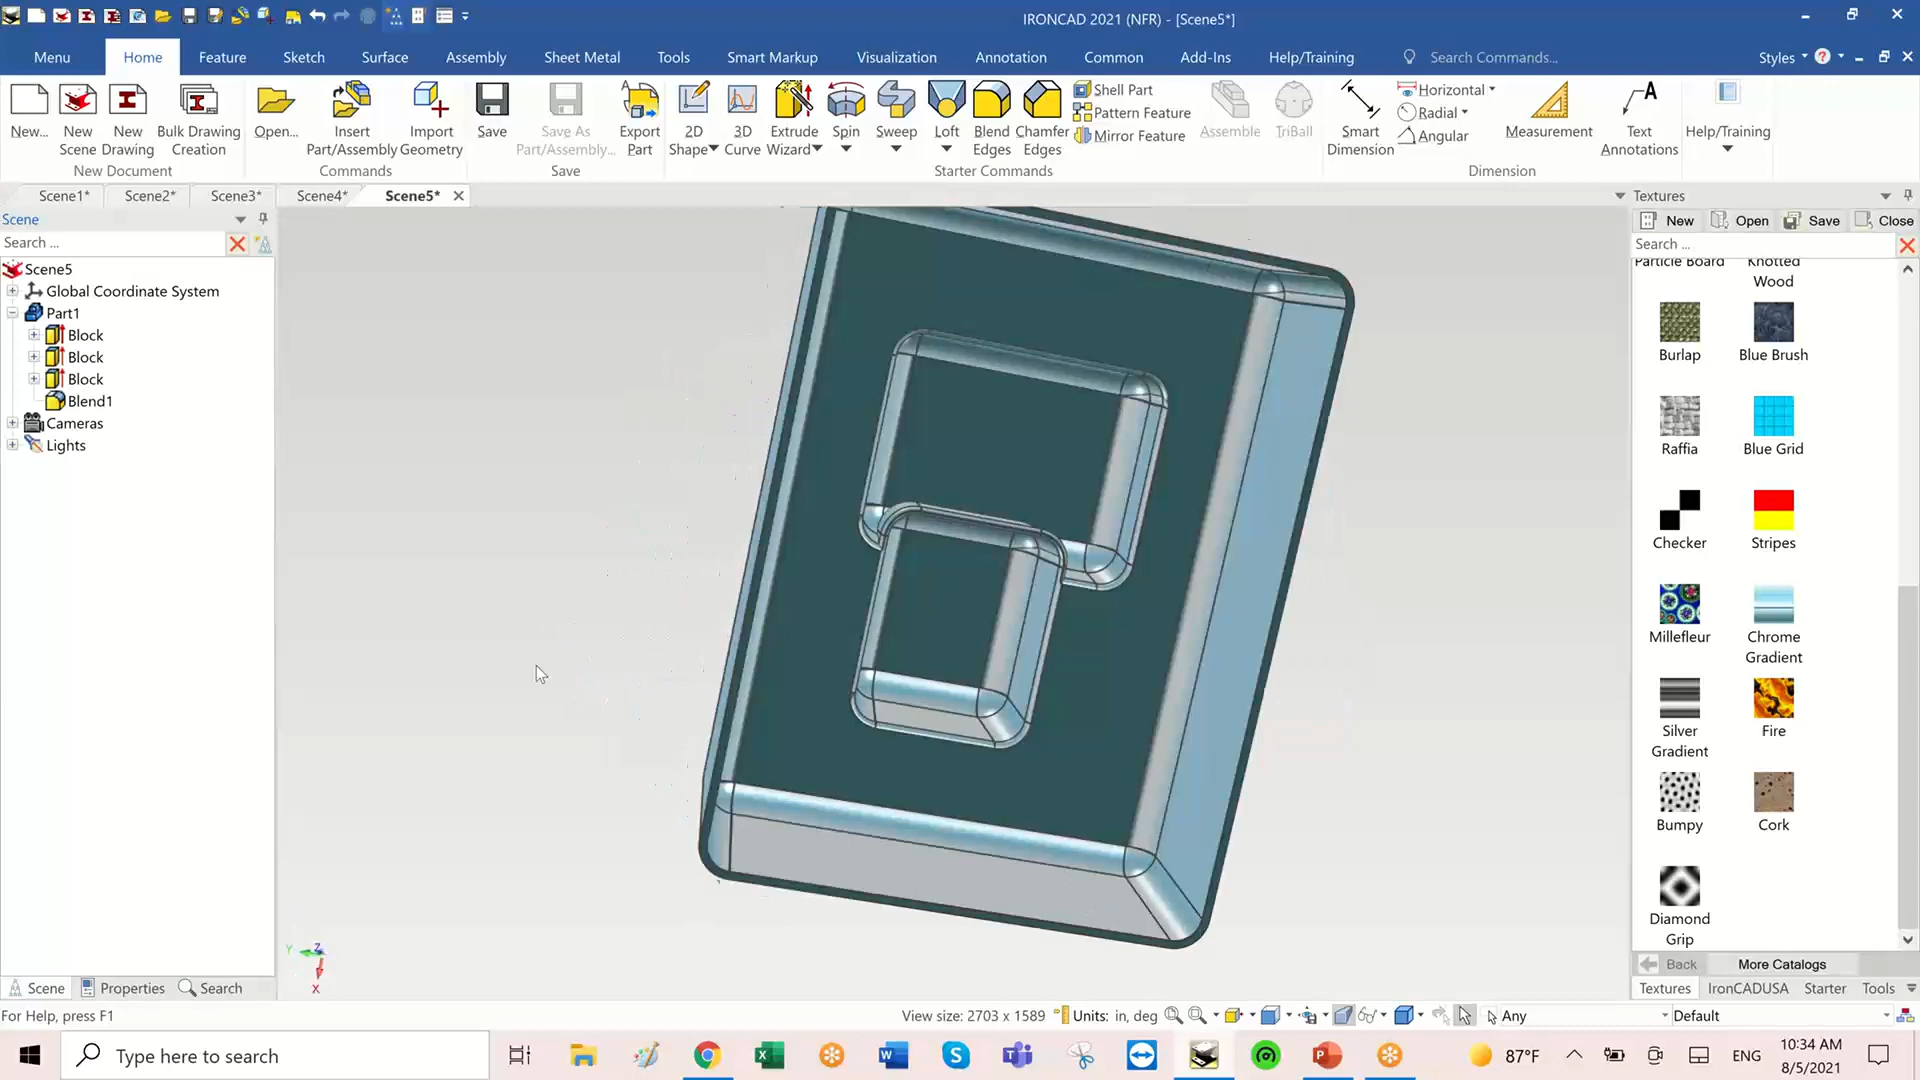 IRONCAD 2021 (NFR) - [Scene5*]
Menu Home Feature Sketch Surface Assembly Sheet Metal Tools Smart Markup Visualization Annotation Common Add-Ins Help/Training Search Commands... Styles
New... New Scene New Drawing Bulk Drawing Creation Open... Insert Part/Assembly Import Geometry Save Save As Part/Assembly... Export Part 2D Shape 3D Curve Extrude Wizard Spin Sweep Loft Blend Edges Chamfer Edges Assemble TriBall Smart Dimension Measurement Text Annotations Help/Training
Shell Part
Pattern Feature
Mirror Feature
Horizontal
Radial
Angular
New Document Commands Save Starter Commands Dimension
Scene1* Scene2* Scene3* Scene4* Scene5*
Scene
Search ...
Scene5
Global Coordinate System
Part1
Block
Block
Block
Blend1
Cameras
Lights
Y Z
X
Scene Properties Search
Textures
New Open Save Close
Search ...
Particle Board Knotted Wood
Burlap Blue Brush
Raffia Blue Grid
Checker Stripes
Millefleur Chrome Gradient
Silver Gradient Fire
Bumpy Cork
Diamond Grip
Back More Catalogs
Textures IronCADUSA Starter Tools
For Help, press F1 View size: 2703 x 1589 Units: in, deg Any Default
Type here to search 87°F ENG 10:34 AM
8/5/2021